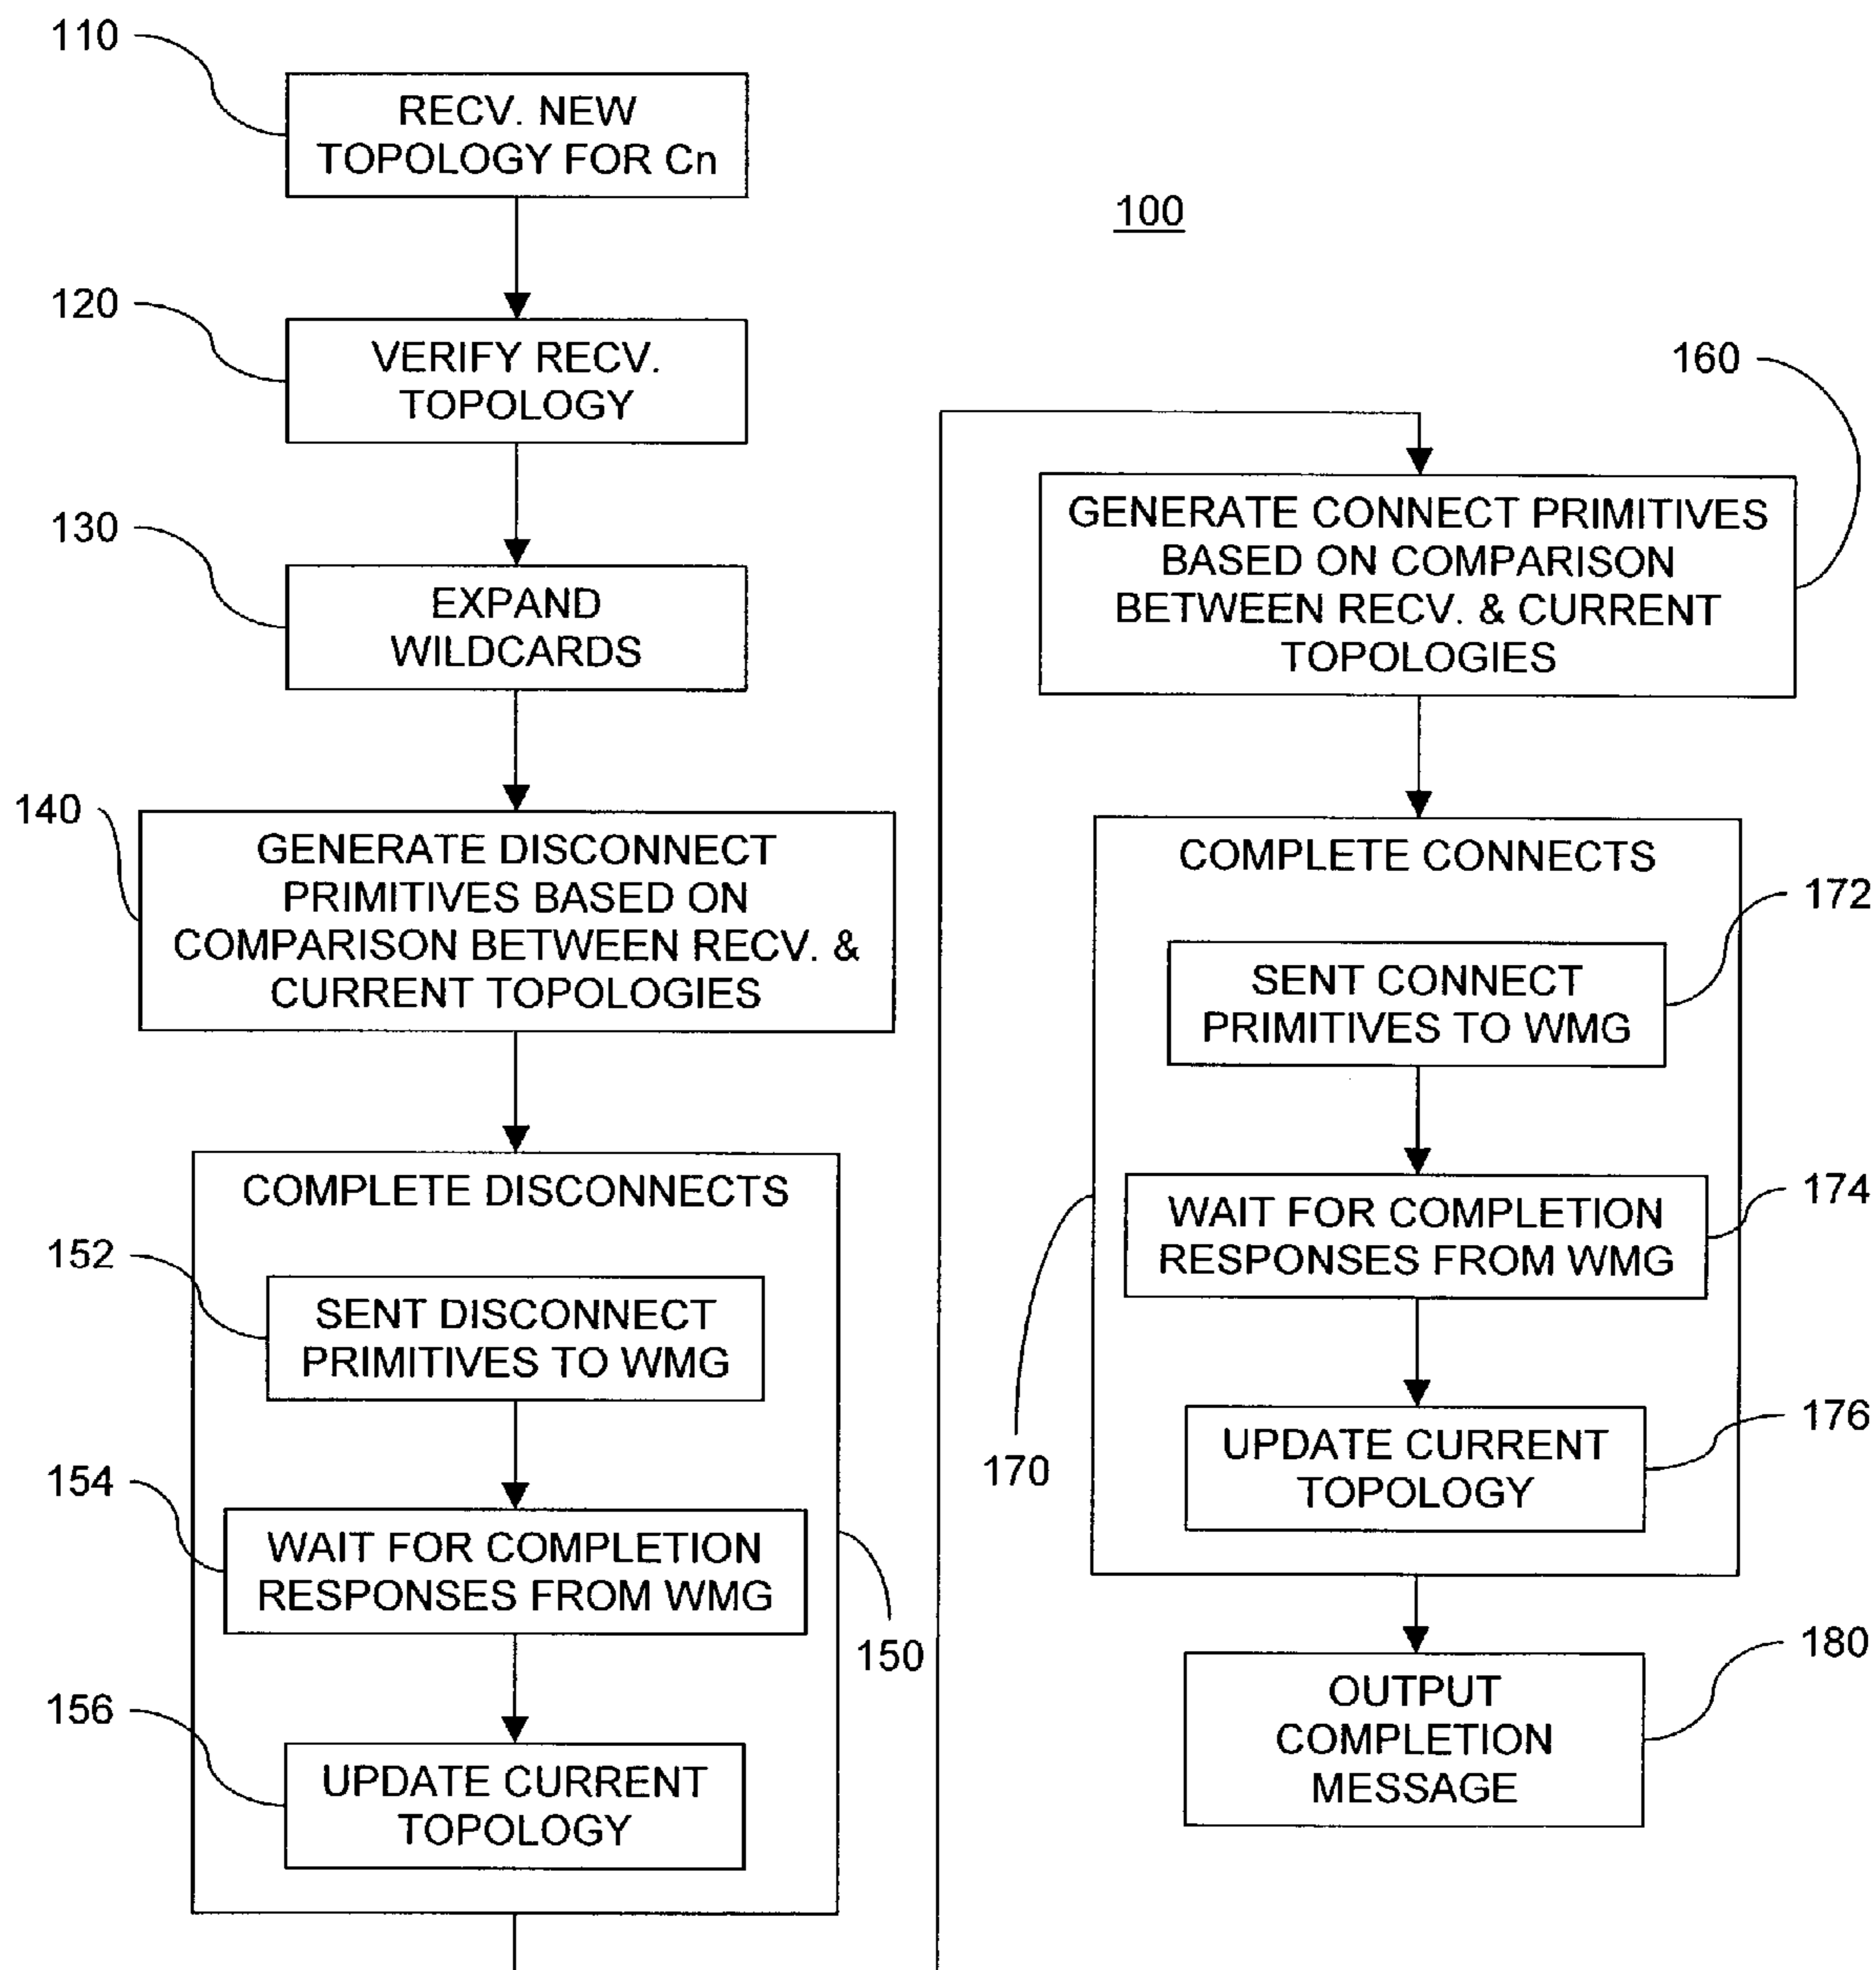 110
RECV. NEW
TOPOLOGY FOR Cn
100
120
VERIFY RECV.
TOPOLOGY
130
EXPAND
WILDCARDS
140
GENERATE DISCONNECT
PRIMITIVES BASED ON
COMPARISON BETWEEN RECV. &
CURRENT TOPOLOGIES
COMPLETE DISCONNECTS
152
SENT DISCONNECT
PRIMITIVES TO WMG
154
WAIT FOR COMPLETION
RESPONSES FROM WMG
150
156
UPDATE CURRENT
TOPOLOGY
160
GENERATE CONNECT PRIMITIVES
BASED ON COMPARISON
BETWEEN RECV. & CURRENT
TOPOLOGIES
COMPLETE CONNECTS
172
SENT CONNECT
PRIMITIVES TO WMG
174
WAIT FOR COMPLETION
RESPONSES FROM WMG
170
176
UPDATE CURRENT
TOPOLOGY
180
OUTPUT
COMPLETION
MESSAGE